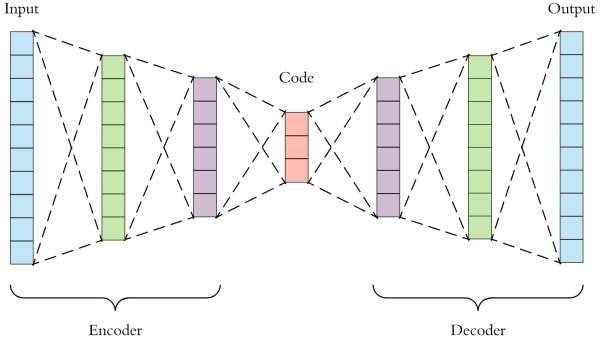 Input
Output
Code
Encoder
Decoder